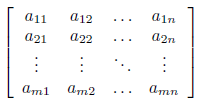 a₁₁ a₁₂ … a₁ₙ
a₂₁ a₂₂ … a₂ₙ
⋮ ⋮ ⋱ ⋮
aₘ₁ aₘ₂ … aₘₙ